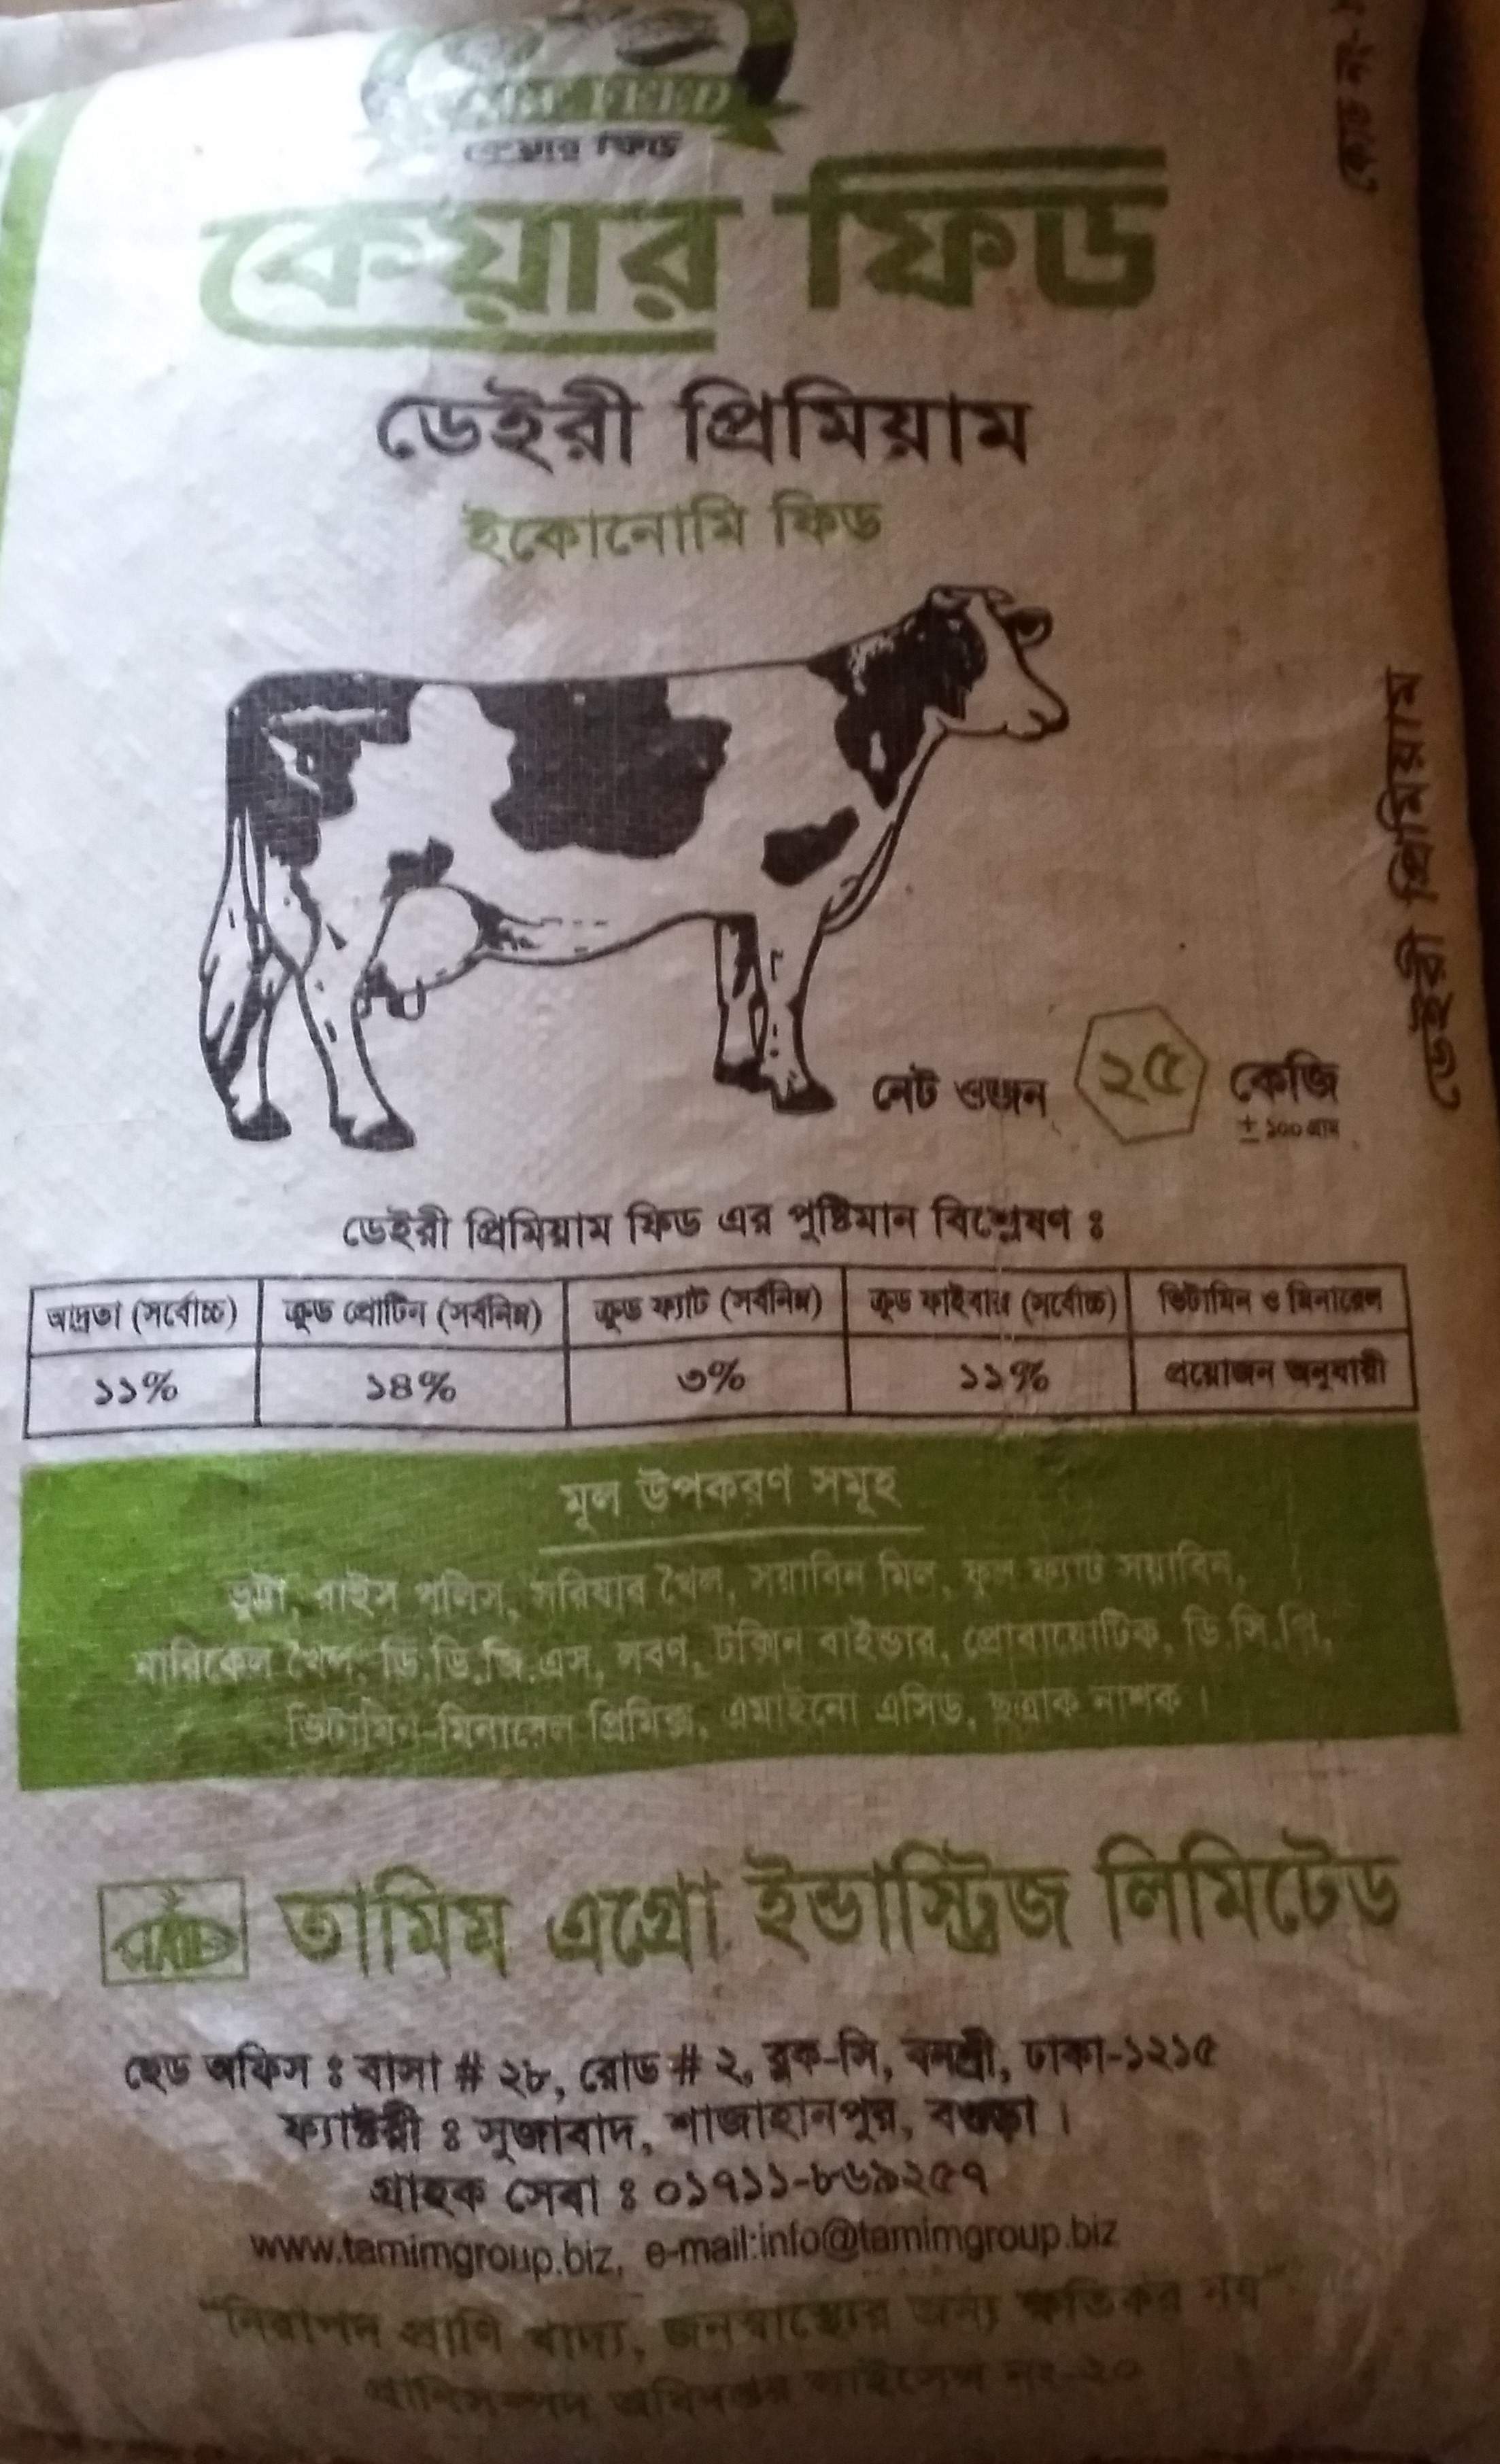 FEED
কেয়ার ফিড
কেয়ার ফিড
কোড নং-
ডেইরী প্রিমিয়াম
ইকোনোমি ফিড
ডেইরী প্রিমিয়াম
নেট ওজন ২৫ কেজি
± ১০০ গ্রাম
ডেইরী প্রিমিয়াম ফিড এর পুষ্টিমান বিশ্লেষণ ঃ
আদ্রতা (সর্বোচ্চ) ক্রুড প্রোটিন (সর্বনিম্ন) ক্রুড ফ্যাট (সর্বনিম্ন) ক্রুড ফাইবার (সর্বোচ্চ) ভিটামিন ও মিনারেল
১১% ১৪% ৩% ১১% প্রয়োজন অনুযায়ী
মূল উপকরণ সমূহ
ভুট্টা, রাইস পলিস, সরিষার খৈল, সয়াবিন মিল, ফুল ফ্যাট সয়াবিন,
নারিকেল খৈল, ডি.ডি.জি.এস, লবণ, টক্সিন বাইন্ডার, প্রোবায়োটিক, ডি.সি.পি,
ভিটামিন-মিনারেল প্রিমিক্স, এমাইনো এসিড, ছত্রাক নাশক ।
তামিম এগ্রো ইন্ডাস্ট্রিজ লিমিটেড
হেড অফিস ঃ বাসা # ২৮, রোড # ২, ব্লক-সি, বনশ্রী, ঢাকা-১২১৫
ফ্যাক্টরী ঃ সুজাবাদ, শাজাহানপুর, বগুড়া ।
গ্রাহক সেবা ঃ ০১৭১১-৮৬৯২৫৭
www.tamimgroup.biz, e-mail:info@tamimgroup.biz
"নিরাপদ প্রাণি খাদ্য, জনস্বাস্থ্যের জন্য ক্ষতিকর নয়"
প্রাণিসম্পদ অধিদপ্তর লাইসেন্স নং-২০